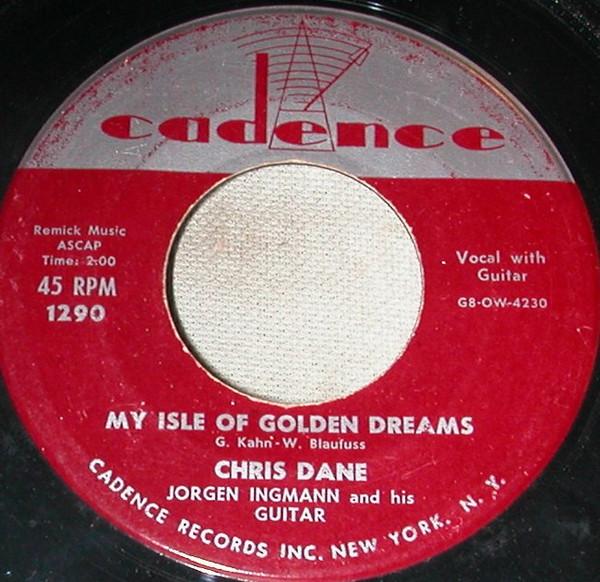 cadence
Remick Music
ASCAP
Time: 2:00
45 RPM
1290
Vocal with
Guitar
G8-OW-4230
MY ISLE OF GOLDEN DREAMS
G. Kahn-W. Blaufuss
CHRIS DANE
JORGEN INGMANN and his
GUITAR
CADENCE RECORDS INC. NEW YORK. N. Y.